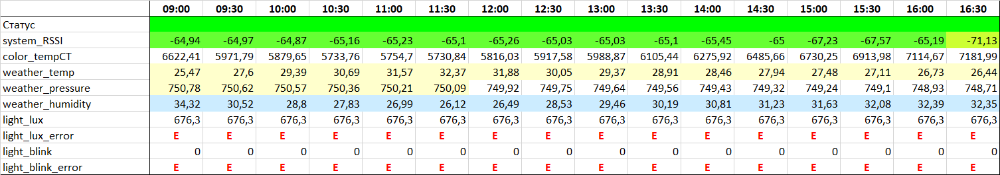 09:00 09:30 10:00 10:30 11:00 11:30 12:00 12:30 13:00 13:30 14:00 14:30 15:00 15:30 16:00 16:30
Статус
system_RSSI -64,94 -64,97 -64,87 -65,16 -65,23 -65,1 -65,26 -65,03 -65,03 -65,1 -65,45 -65 -67,23 -67,57 -65,19 -71,13
color_tempCT 6622,41 5971,79 5879,65 5733,76 5754,7 5730,84 5816,03 5917,58 5988,87 6105,44 6275,92 6485,66 6730,25 6913,98 7114,67 7181,99
weather_temp 25,47 27,6 29,39 30,69 31,57 32,37 31,88 30,05 29,37 28,91 28,46 27,94 27,48 27,11 26,73 26,44
weather_pressure 750,78 750,62 750,57 750,36 750,21 750,09 749,92 749,75 749,64 749,56 749,43 749,32 749,24 749,1 748,93 748,71
weather_humidity 34,32 30,52 28,8 27,83 26,99 26,12 26,49 28,53 29,46 30,19 30,81 31,23 31,63 32,08 32,39 32,35
light_lux 676,3 676,3 676,3 676,3 676,3 676,3 676,3 676,3 676,3 676,3 676,3 676,3 676,3 676,3 676,3 676,3
light_lux_error E E E E E E E E E E E E E E E E
light_blink 0 0 0 0 0 0 0 0 0 0 0 0 0 0 0 0
light_blink_error E E E E E E E E E E E E E E E E